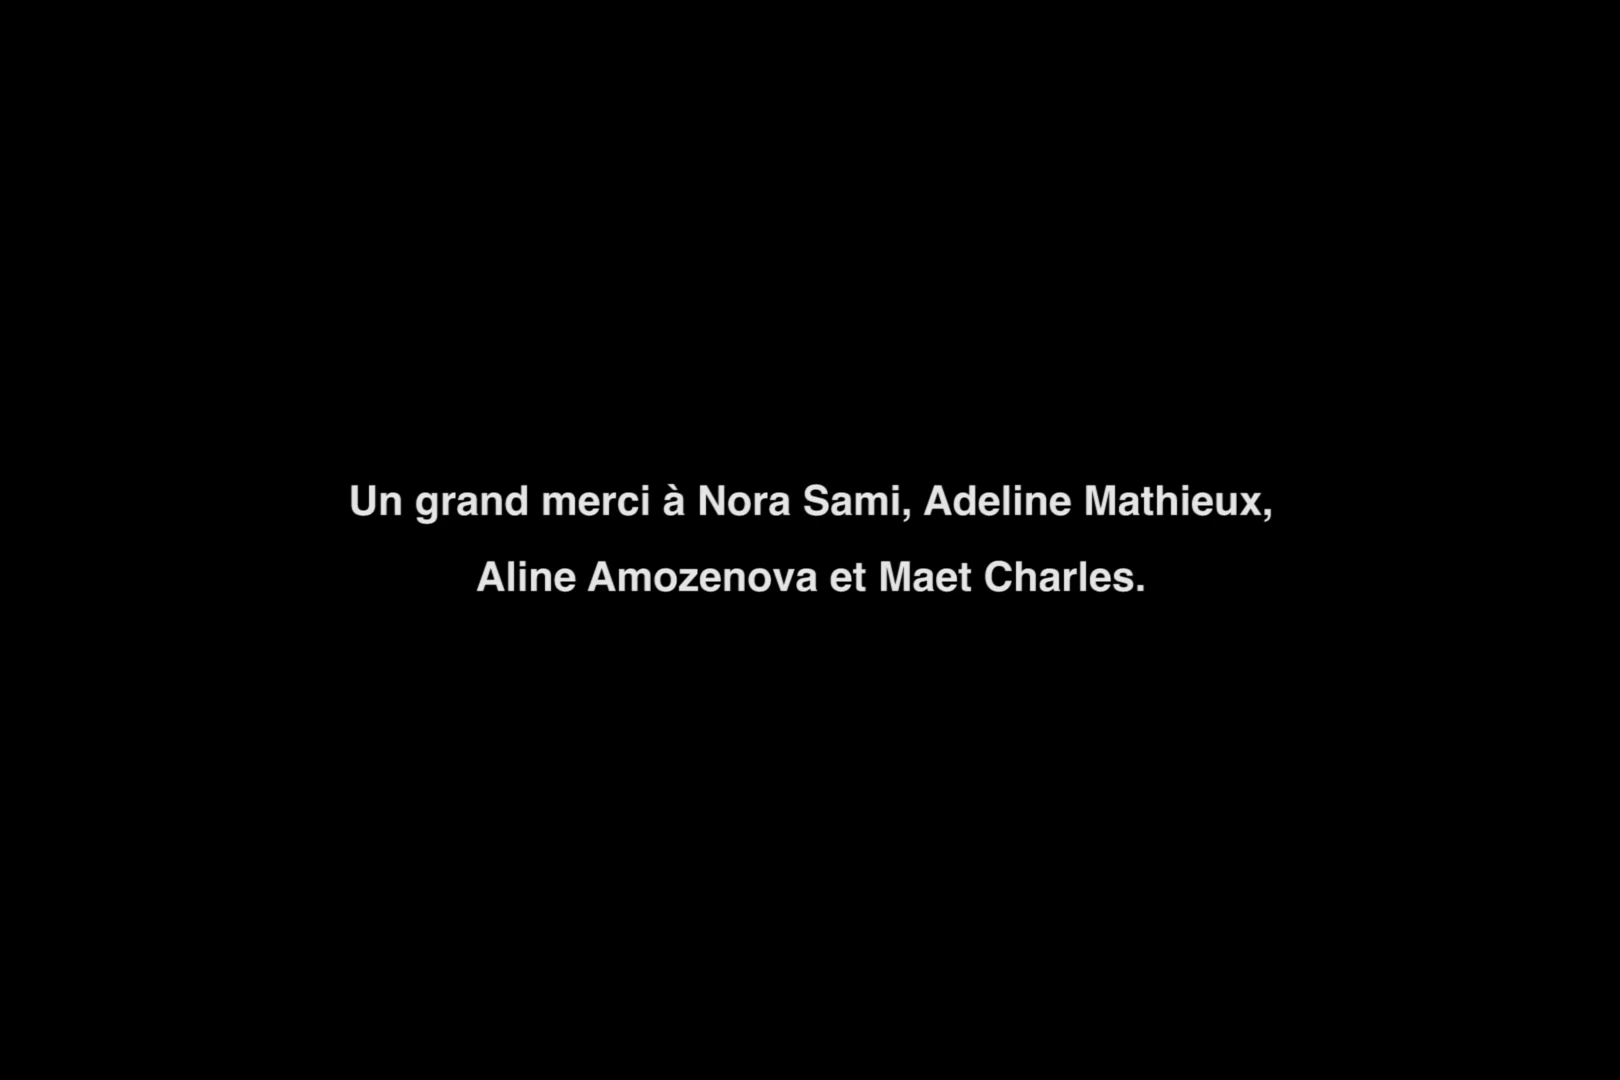 Un grand merci à Nora Sami, Adeline Mathieux,
Aline Amozenova et Maet Charles.